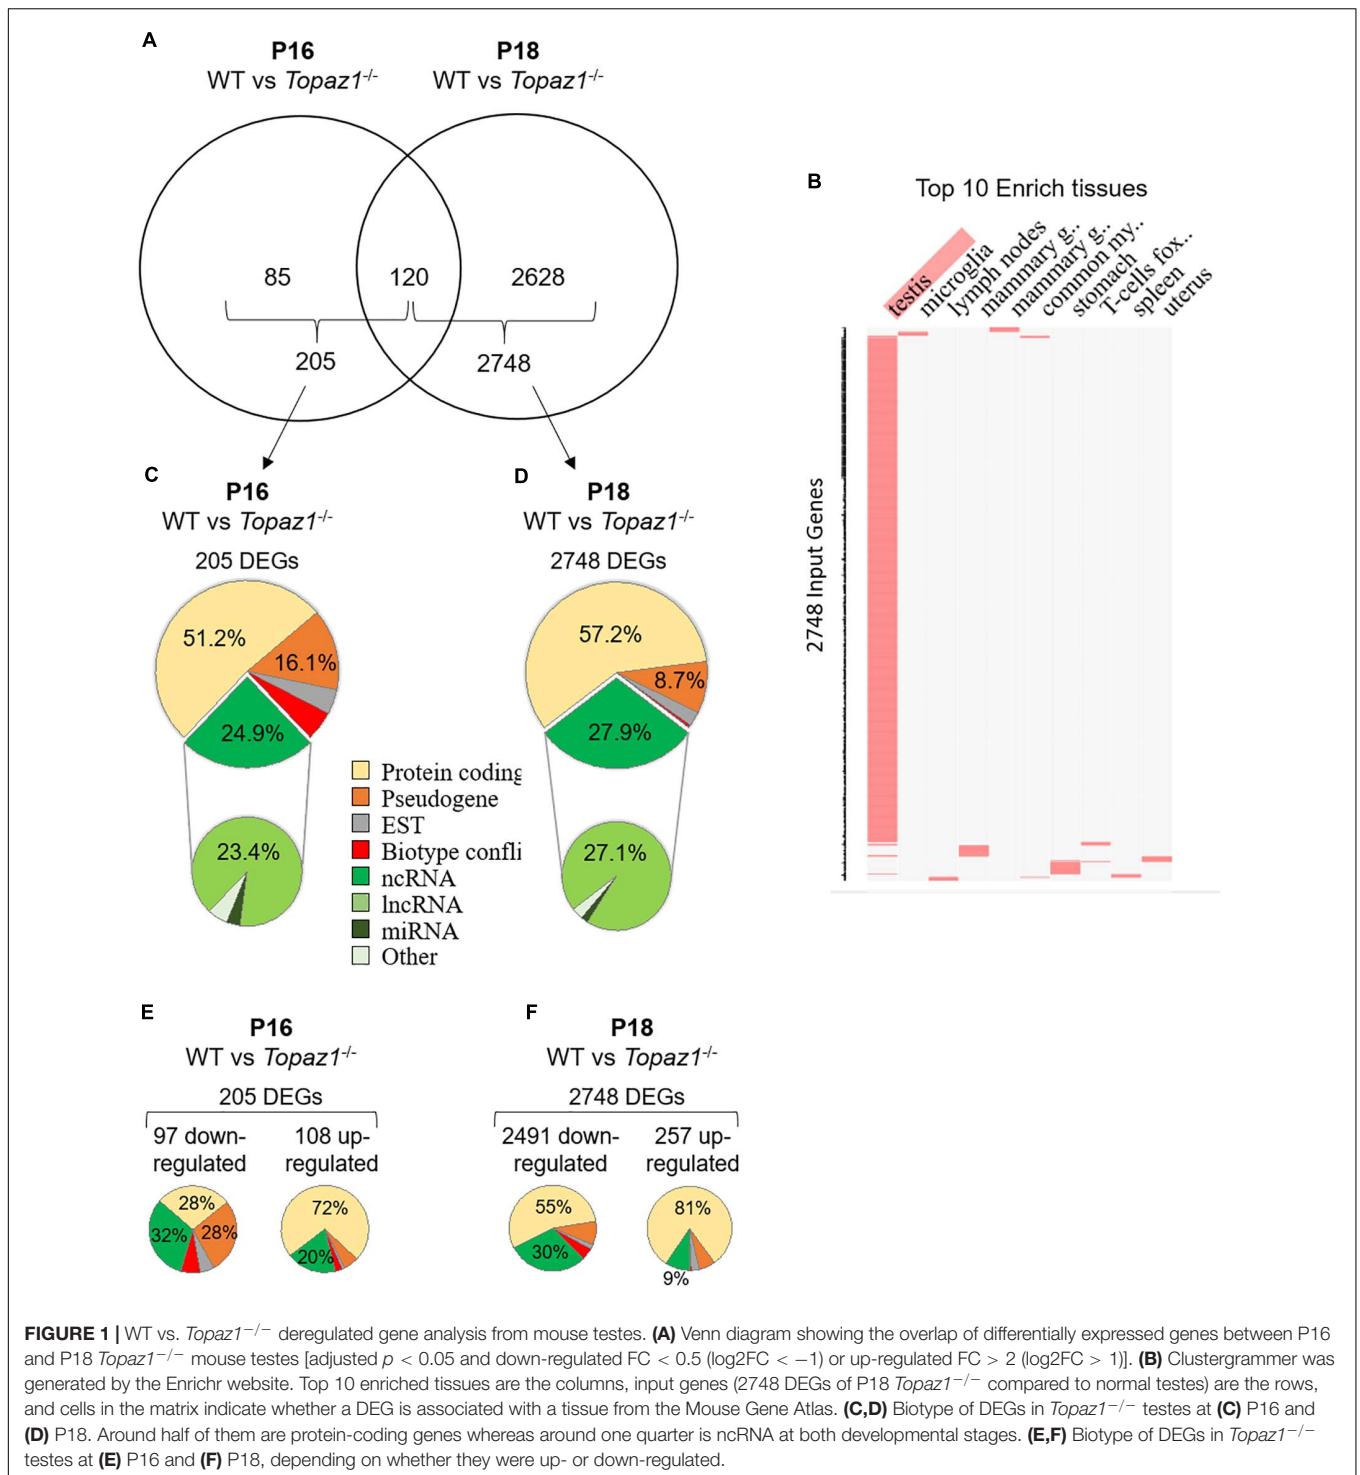 A
P16
WT vs Topaz1-/-
P18
WT vs Topaz1-/-
85
120
2628
205
2748
B
Top 10 Enrich tissues
testis
microglia
lymph nodes
mammary g..
mammary g..
common my..
stomach
T-cells fox...
spleen
uterus
2748 Input Genes
C
P16
WT vs Topaz1-/-
205 DEGs
51.2%
16.1%
24.9%
23.4%
D
P18
WT vs Topaz1-/-
2748 DEGs
57.2%
8.7%
27.9%
27.1%
Protein coding
Pseudogene
EST
Biotype confli
ncRNA
lncRNA
miRNA
Other
E
P16
WT vs Topaz1-/-
205 DEGs
97 down-
regulated
108 up-
regulated
28%
28%
32%
72%
20%
F
P18
WT vs Topaz1-/-
2748 DEGs
2491 down-
regulated
257 up-
regulated
55%
30%
81%
9%
FIGURE 1 | WT vs. Topaz1−/− deregulated gene analysis from mouse testes. (A) Venn diagram showing the overlap of differentially expressed genes between P16
and P18 Topaz1−/− mouse testes [adjusted p < 0.05 and down-regulated FC < 0.5 (log2FC < −1) or up-regulated FC > 2 (log2FC > 1)]. (B) Clustergrammer was
generated by the Enrichr website. Top 10 enriched tissues are the columns, input genes (2748 DEGs of P18 Topaz1−/− compared to normal testes) are the rows,
and cells in the matrix indicate whether a DEG is associated with a tissue from the Mouse Gene Atlas. (C,D) Biotype of DEGs in Topaz1−/− testes at (C) P16 and
(D) P18. Around half of them are protein-coding genes whereas around one quarter is ncRNA at both developmental stages. (E,F) Biotype of DEGs in Topaz1−/−
testes at (E) P16 and (F) P18, depending on whether they were up- or down-regulated.